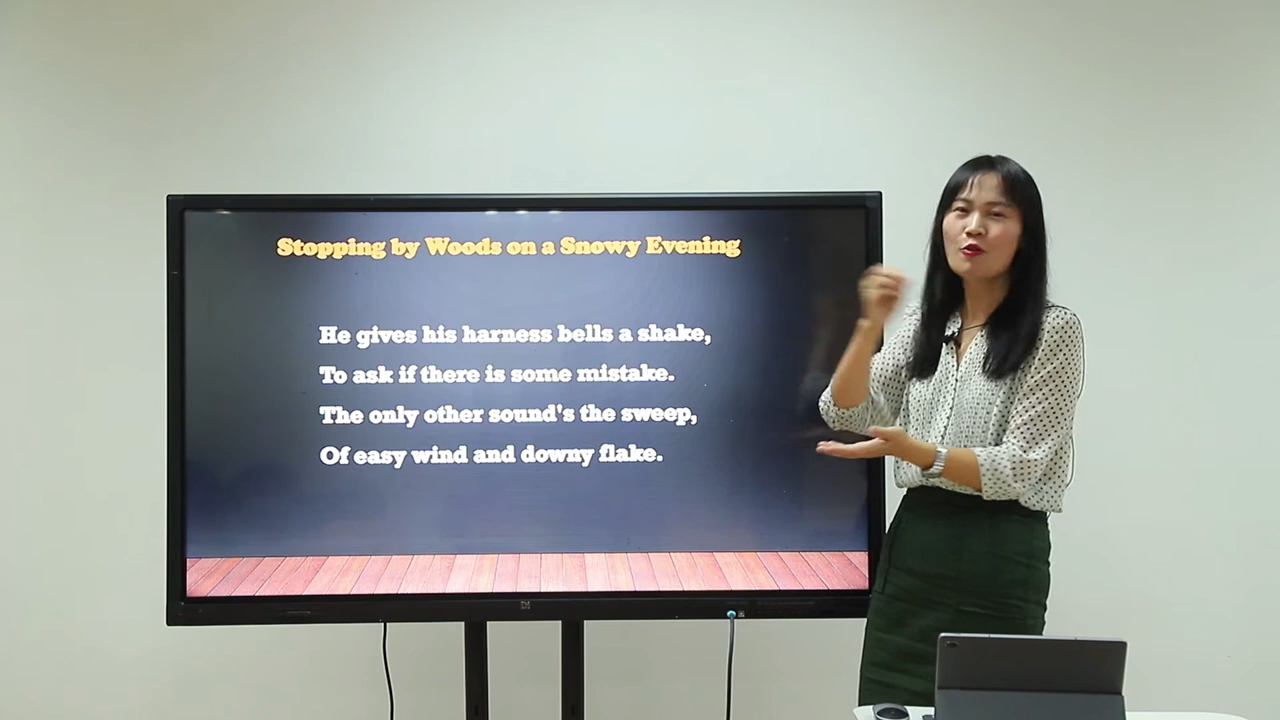 Stopping by Woods on a Snowy Evening
He gives his harness bells a shake,
To ask if there is some mistake.
The only other sound's the sweep,
Of easy wind and downy flake.